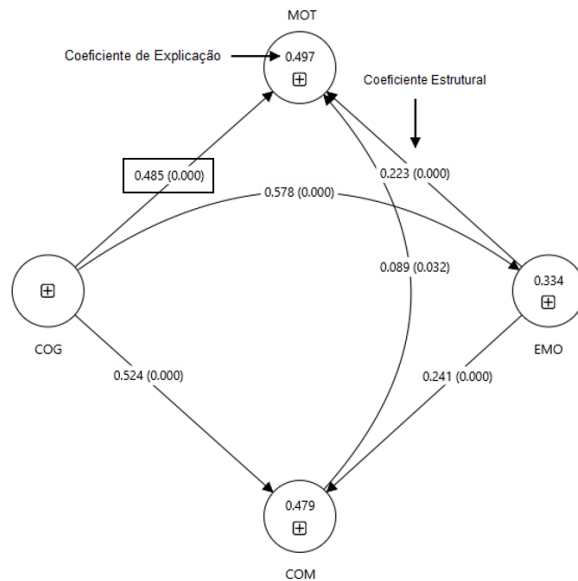 MOT
Coeficiente de Explicação
0.497
Coeficiente Estrutural
0.485 (0.000)
0.223 (0.000)
0.578 (0.000)
0.089 (0.032)
0.334
COG
EMO
0.524 (0.000)
0.241 (0.000)
0.479
COM